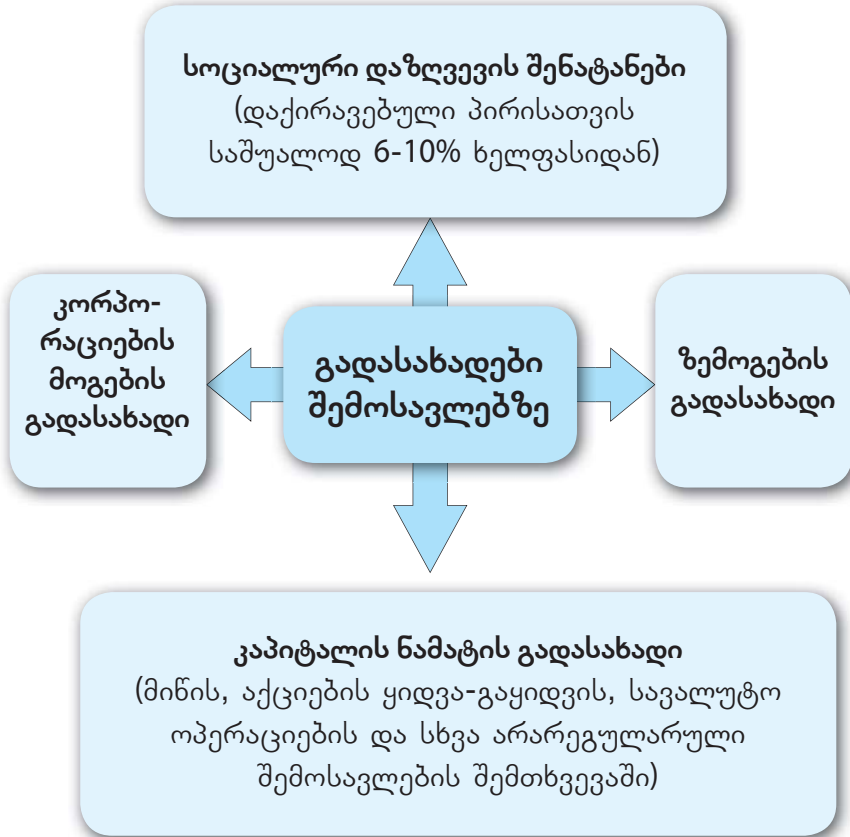 სოციალური დაზღვევის შენატანები
(დაქირავებული პირისათვის
საშუალოდ 6-10% ხელფასიდან)
კორპო-
რაციების
მოგების
გადასახადი
გადასახადები
შემოსავლებზე
ზემოგების
გადასახადი
კაპიტალის ნამატის გადასახადი
(მიწის, აქციების ყიდვა-გაყიდვის, სავალუტო
ოპერაციების და სხვა არარეგულარული
შემოსავლების შემთხვევაში)